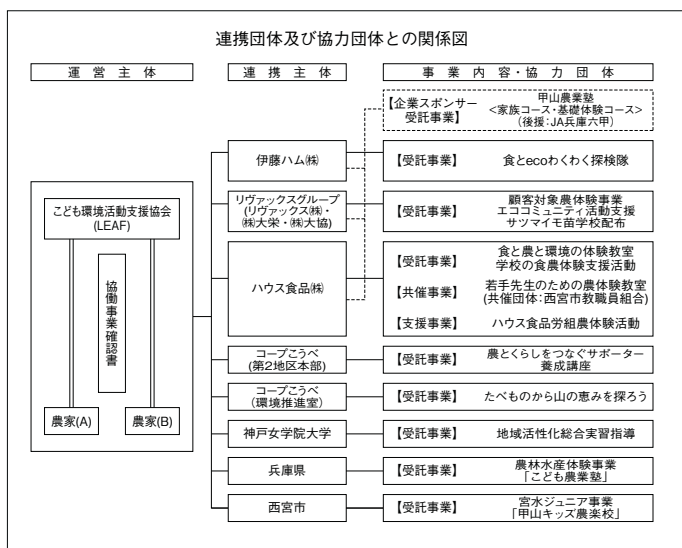 連携団体及び協力団体との関係図
運営主体
連携主体
事業内容・協力団体
【企業スポンサー
受託事業】
甲山農業塾
<家族コース・基礎体験コース>
(後援:JA兵庫六甲)
こども環境活動支援協会
(LEAF)
協働事業確認書
農家(A)
農家(B)
伊藤ハム㈱
【受託事業】
食とecoわくわく探検隊
リヴァックスグループ
(リヴァックス㈱・
㈱大栄・㈱大協)
【受託事業】
顧客対象農体験事業
エココミュニティ活動支援
サツマイモ苗学校配布
ハウス食品㈱
【受託事業】
食と農と環境の体験教室
学校の食農体験支援活動
【共催事業】
若手先生のための農体験教室
(共催団体:西宮市教職員組合)
【支援事業】
ハウス食品労組農体験活動
コープこうべ
(第2地区本部)
【受託事業】
農とくらしをつなぐサポーター
養成講座
コープこうべ
(環境推進室)
【受託事業】
たべものから山の恵みを探ろう
神戸女学院大学
【受託事業】
地域活性化総合実習指導
兵庫県
【受託事業】
農林水産体験事業
「こども農業塾」
西宮市
【受託事業】
宮水ジュニア事業
「甲山キッズ農楽校」